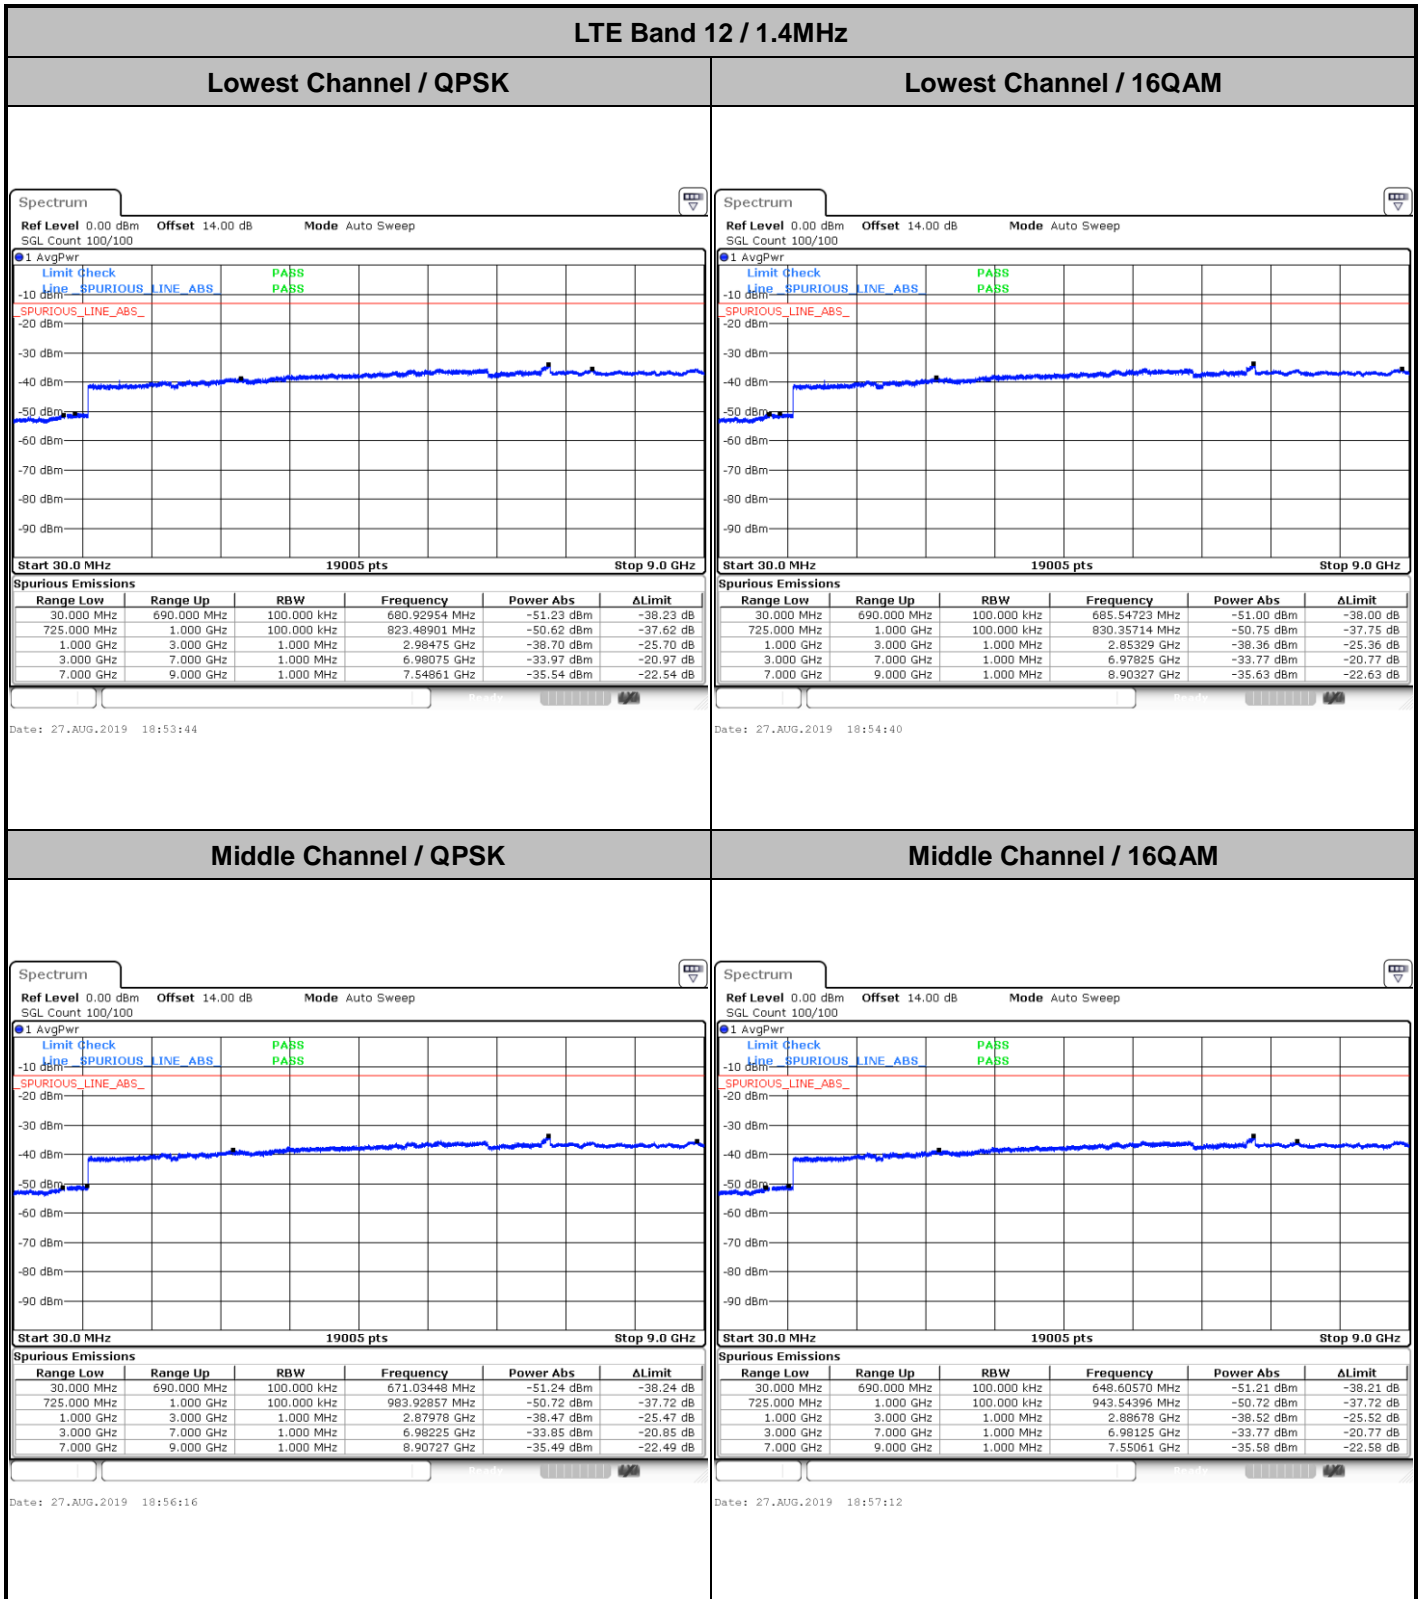 LTE Band 12 / 1.4MHz
Lowest Channel / QPSK
Lowest Channel / 16QAM
Spectrum
Ref Level 0.00 dBm Offset 14.00 dB Mode Auto Sweep
SGL Count 100/100
1 AvgPwr
Limit Check PASS
Line _SPURIOUS_LINE_ABS_ PASS
-10 dBm
_SPURIOUS_LINE_ABS_
-20 dBm
-30 dBm
-40 dBm
-50 dBm
-60 dBm
-70 dBm
-80 dBm
-90 dBm
Start 30.0 MHz 19005 pts Stop 9.0 GHz
Spurious Emissions
Range Low Range Up RBW Frequency Power Abs ΔLimit
30.000 MHz 690.000 MHz 100.000 kHz 680.92954 MHz -51.23 dBm -38.23 dB
725.000 MHz 1.000 GHz 100.000 kHz 823.48901 MHz -50.62 dBm -37.62 dB
1.000 GHz 3.000 GHz 1.000 MHz 2.98475 GHz -38.70 dBm -25.70 dB
3.000 GHz 7.000 GHz 1.000 MHz 6.98075 GHz -33.97 dBm -20.97 dB
7.000 GHz 9.000 GHz 1.000 MHz 7.54861 GHz -35.54 dBm -22.54 dB
Ready
Date: 27.AUG.2019 18:53:44
Spectrum
Ref Level 0.00 dBm Offset 14.00 dB Mode Auto Sweep
SGL Count 100/100
1 AvgPwr
Limit Check PASS
Line _SPURIOUS_LINE_ABS_ PASS
-10 dBm
_SPURIOUS_LINE_ABS_
-20 dBm
-30 dBm
-40 dBm
-50 dBm
-60 dBm
-70 dBm
-80 dBm
-90 dBm
Start 30.0 MHz 19005 pts Stop 9.0 GHz
Spurious Emissions
Range Low Range Up RBW Frequency Power Abs ΔLimit
30.000 MHz 690.000 MHz 100.000 kHz 685.54723 MHz -51.00 dBm -38.00 dB
725.000 MHz 1.000 GHz 100.000 kHz 830.35714 MHz -50.75 dBm -37.75 dB
1.000 GHz 3.000 GHz 1.000 MHz 2.85329 GHz -38.36 dBm -25.36 dB
3.000 GHz 7.000 GHz 1.000 MHz 6.97825 GHz -33.77 dBm -20.77 dB
7.000 GHz 9.000 GHz 1.000 MHz 8.90327 GHz -35.63 dBm -22.63 dB
Ready
Date: 27.AUG.2019 18:54:40
Middle Channel / QPSK
Middle Channel / 16QAM
Spectrum
Ref Level 0.00 dBm Offset 14.00 dB Mode Auto Sweep
SGL Count 100/100
1 AvgPwr
Limit Check PASS
Line _SPURIOUS_LINE_ABS_ PASS
-10 dBm
_SPURIOUS_LINE_ABS_
-20 dBm
-30 dBm
-40 dBm
-50 dBm
-60 dBm
-70 dBm
-80 dBm
-90 dBm
Start 30.0 MHz 19005 pts Stop 9.0 GHz
Spurious Emissions
Range Low Range Up RBW Frequency Power Abs ΔLimit
30.000 MHz 690.000 MHz 100.000 kHz 671.03448 MHz -51.24 dBm -38.24 dB
725.000 MHz 1.000 GHz 100.000 kHz 983.92857 MHz -50.72 dBm -37.72 dB
1.000 GHz 3.000 GHz 1.000 MHz 2.87978 GHz -38.47 dBm -25.47 dB
3.000 GHz 7.000 GHz 1.000 MHz 6.98225 GHz -33.85 dBm -20.85 dB
7.000 GHz 9.000 GHz 1.000 MHz 8.90727 GHz -35.49 dBm -22.49 dB
Ready
Date: 27.AUG.2019 18:56:16
Spectrum
Ref Level 0.00 dBm Offset 14.00 dB Mode Auto Sweep
SGL Count 100/100
1 AvgPwr
Limit Check PASS
Line _SPURIOUS_LINE_ABS_ PASS
-10 dBm
_SPURIOUS_LINE_ABS_
-20 dBm
-30 dBm
-40 dBm
-50 dBm
-60 dBm
-70 dBm
-80 dBm
-90 dBm
Start 30.0 MHz 19005 pts Stop 9.0 GHz
Spurious Emissions
Range Low Range Up RBW Frequency Power Abs ΔLimit
30.000 MHz 690.000 MHz 100.000 kHz 648.60570 MHz -51.21 dBm -38.21 dB
725.000 MHz 1.000 GHz 100.000 kHz 943.54396 MHz -50.72 dBm -37.72 dB
1.000 GHz 3.000 GHz 1.000 MHz 2.88678 GHz -38.52 dBm -25.52 dB
3.000 GHz 7.000 GHz 1.000 MHz 6.98125 GHz -33.77 dBm -20.77 dB
7.000 GHz 9.000 GHz 1.000 MHz 7.55061 GHz -35.58 dBm -22.58 dB
Ready
Date: 27.AUG.2019 18:57:12